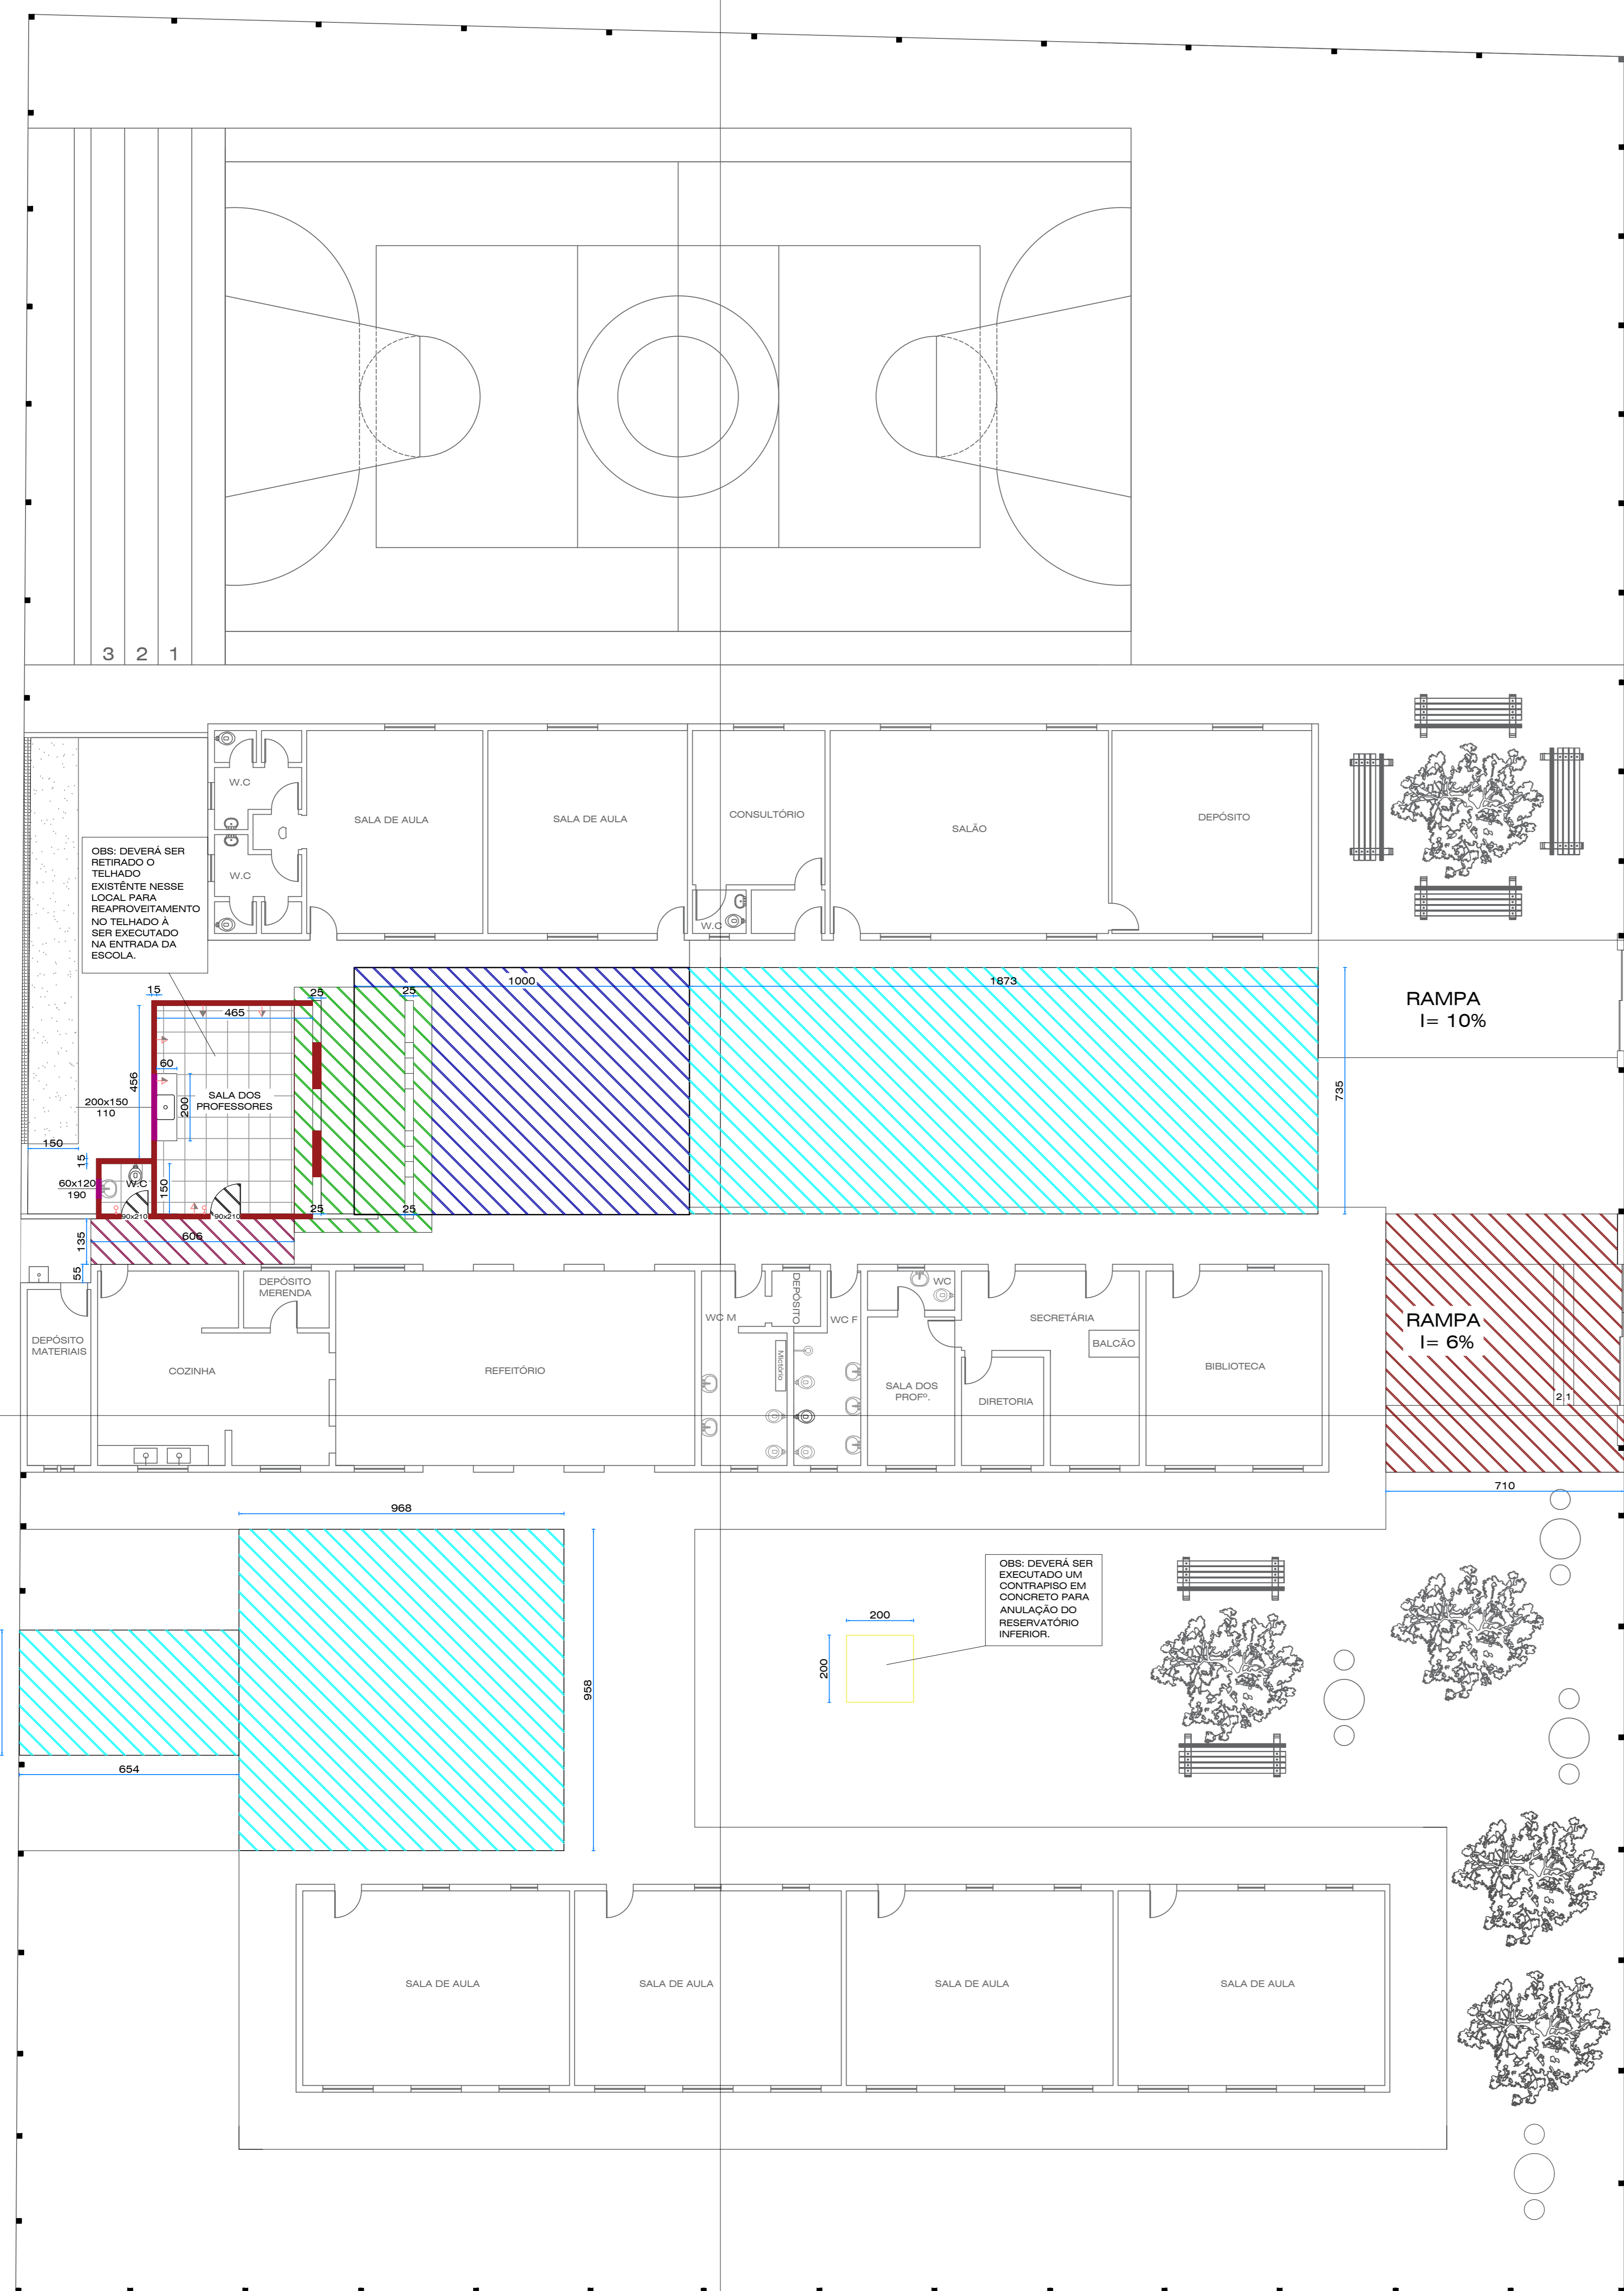 3 2 1
W.C
SALA DE AULA
SALA DE AULA
CONSULTÓRIO
SALÃO
DEPÓSITO
W.C
W.C
OBS: DEVERÁ SER
RETIRADO O
TELHADO
EXISTÊNTE NESSE
LOCAL PARA
REAPROVEITAMENTO
NO TELHADO À
SER EXECUTADO
NA ENTRADA DA
ESCOLA.
15
25
25
1000
1873
465
RAMPA
I= 10%
60
456
200
735
SALA DOS
PROFESSORES
200x150
110
150
15
60x120
190
W.C
150
90x210
90x210
25
25
606
135
55
DEPÓSITO
MERENDA
DEPÓSITO
MATERIAIS
COZINHA
REFEITÓRIO
WC M
DEPÓSITO
WC F
Mictório
WC
SALA DOS
PROFº.
SECRETÁRIA
BALCÃO
DIRETORIA
BIBLIOTECA
RAMPA
I= 6%
2 1
710
968
958
654
200
200
OBS: DEVERÁ SER
EXECUTADO UM
CONTRAPISO EM
CONCRETO PARA
ANULAÇÃO DO
RESERVATÓRIO
INFERIOR.
SALA DE AULA
SALA DE AULA
SALA DE AULA
SALA DE AULA